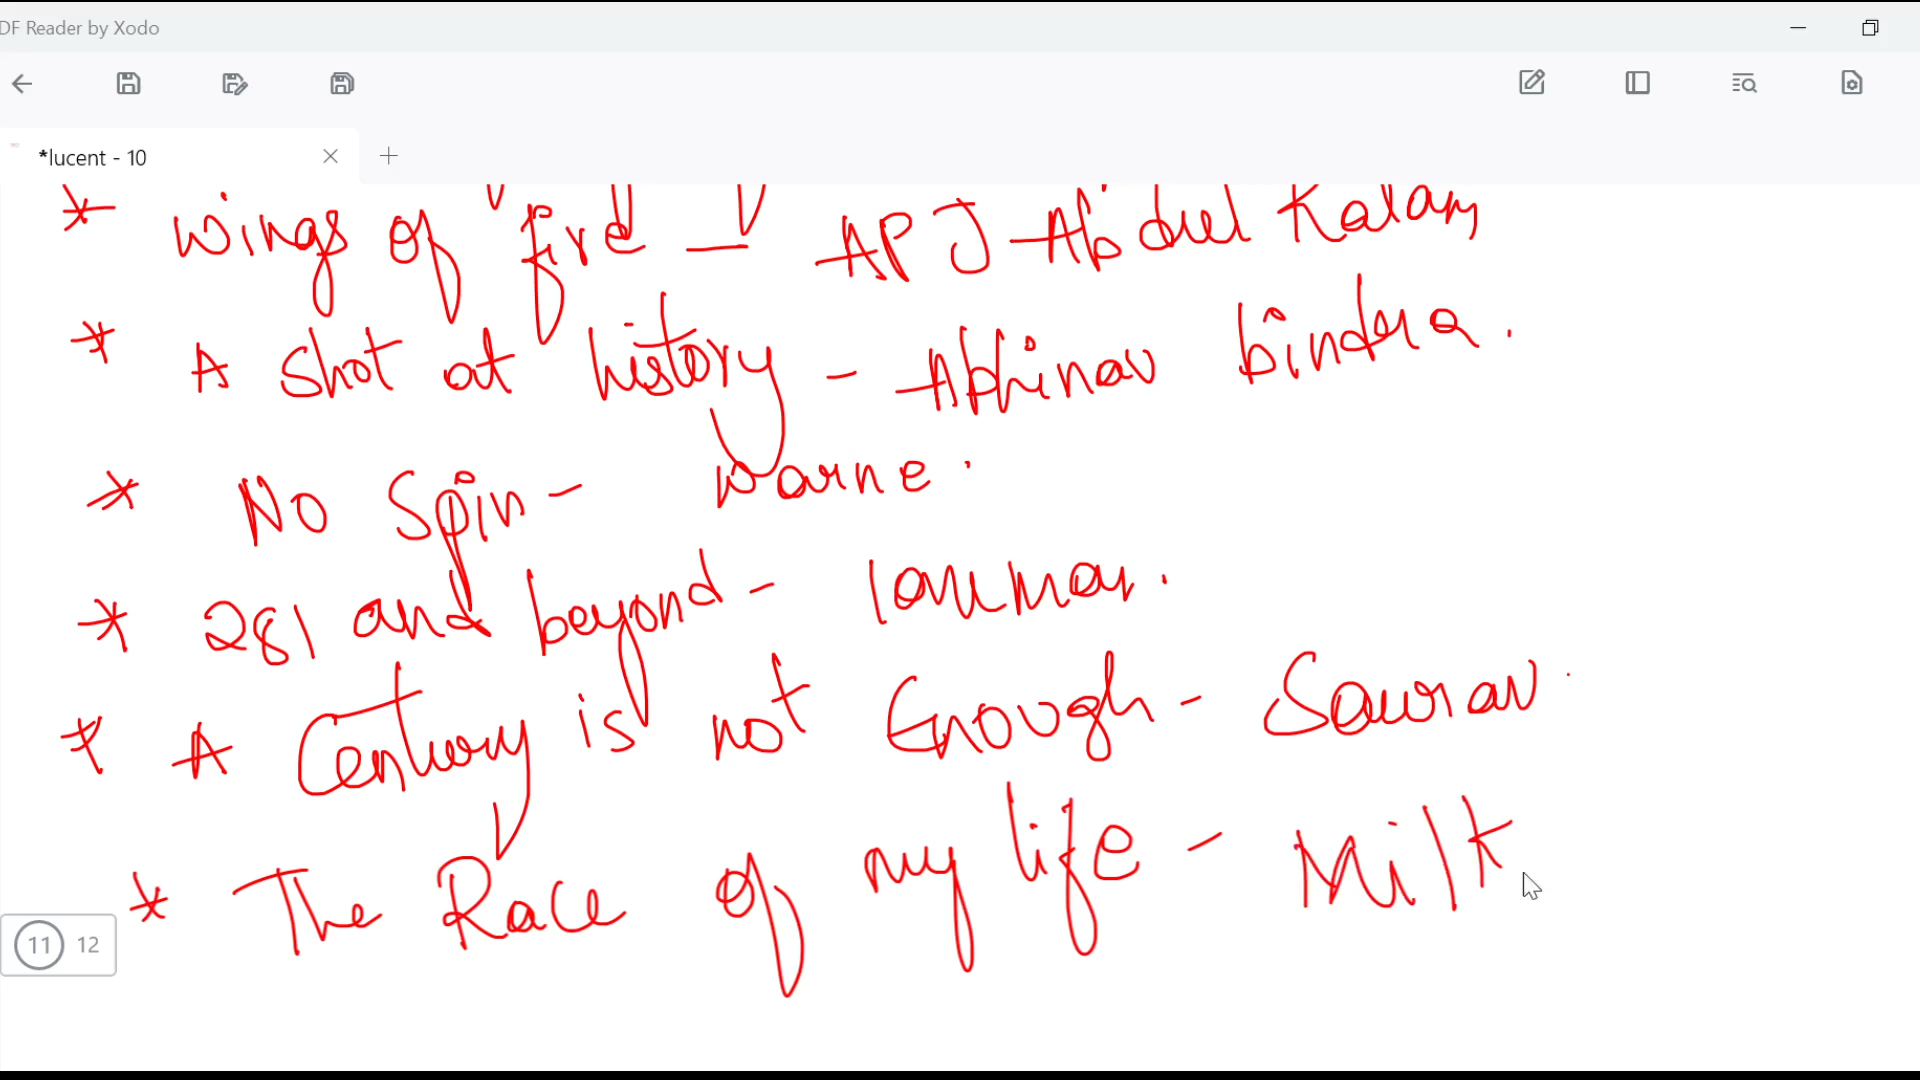 DF Reader by Xodo
*lucent - 10
* Wings of fire - APJ Abdul Kalam
* A shot at history - Abhinav bindra.
* No Spin - Warne.
* 281 and beyond - laxman.
* A Century is not Enough - Saurav.
* The Race of my life - Milk
11 12